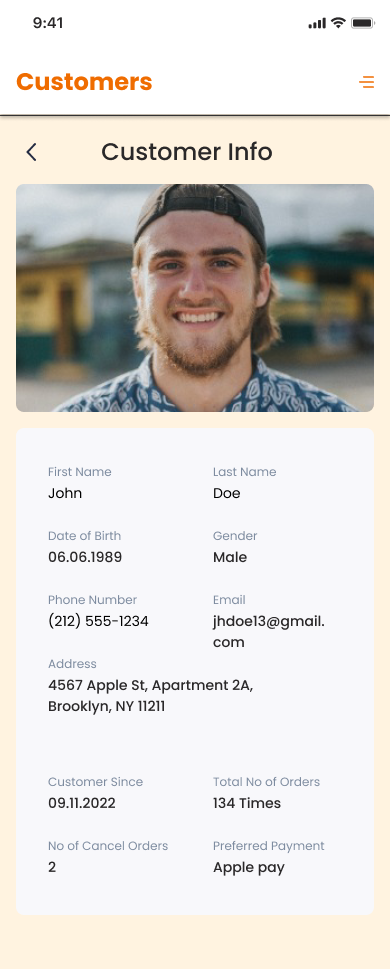 9:41
Customers
Customer Info
First Name
Last Name
John
Doe
Date of Birth
Gender
06.06.1989
Male
Phone Number
Email
(212) 555-1234
jhdoe13@gmail.
com
Address
4567 Apple St, Apartment 2A,
Brooklyn, NY 11211
Customer Since
Total No of Orders
09.11.2022
134 Times
No of Cancel Orders
Preferred Payment
2
Apple pay